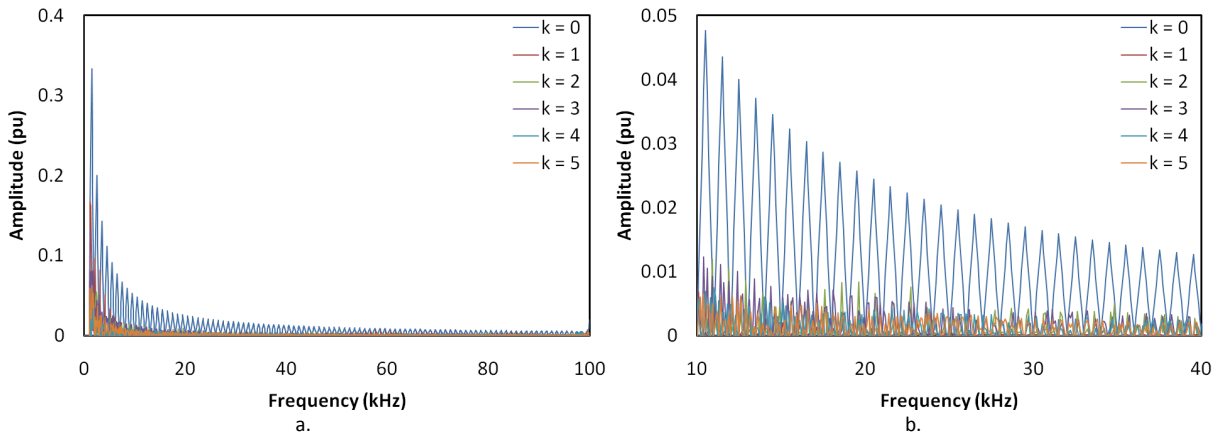 0.4
0.3
0.2
0.1
0
0 20 40 60 80 100
Amplitude (pu)
Frequency (kHz)
k = 0
k = 1
k = 2
k = 3
k = 4
k = 5
a.
0.05
0.04
0.03
0.02
0.01
0
10 20 30 40
Amplitude (pu)
Frequency (kHz)
k = 0
k = 1
k = 2
k = 3
k = 4
k = 5
b.